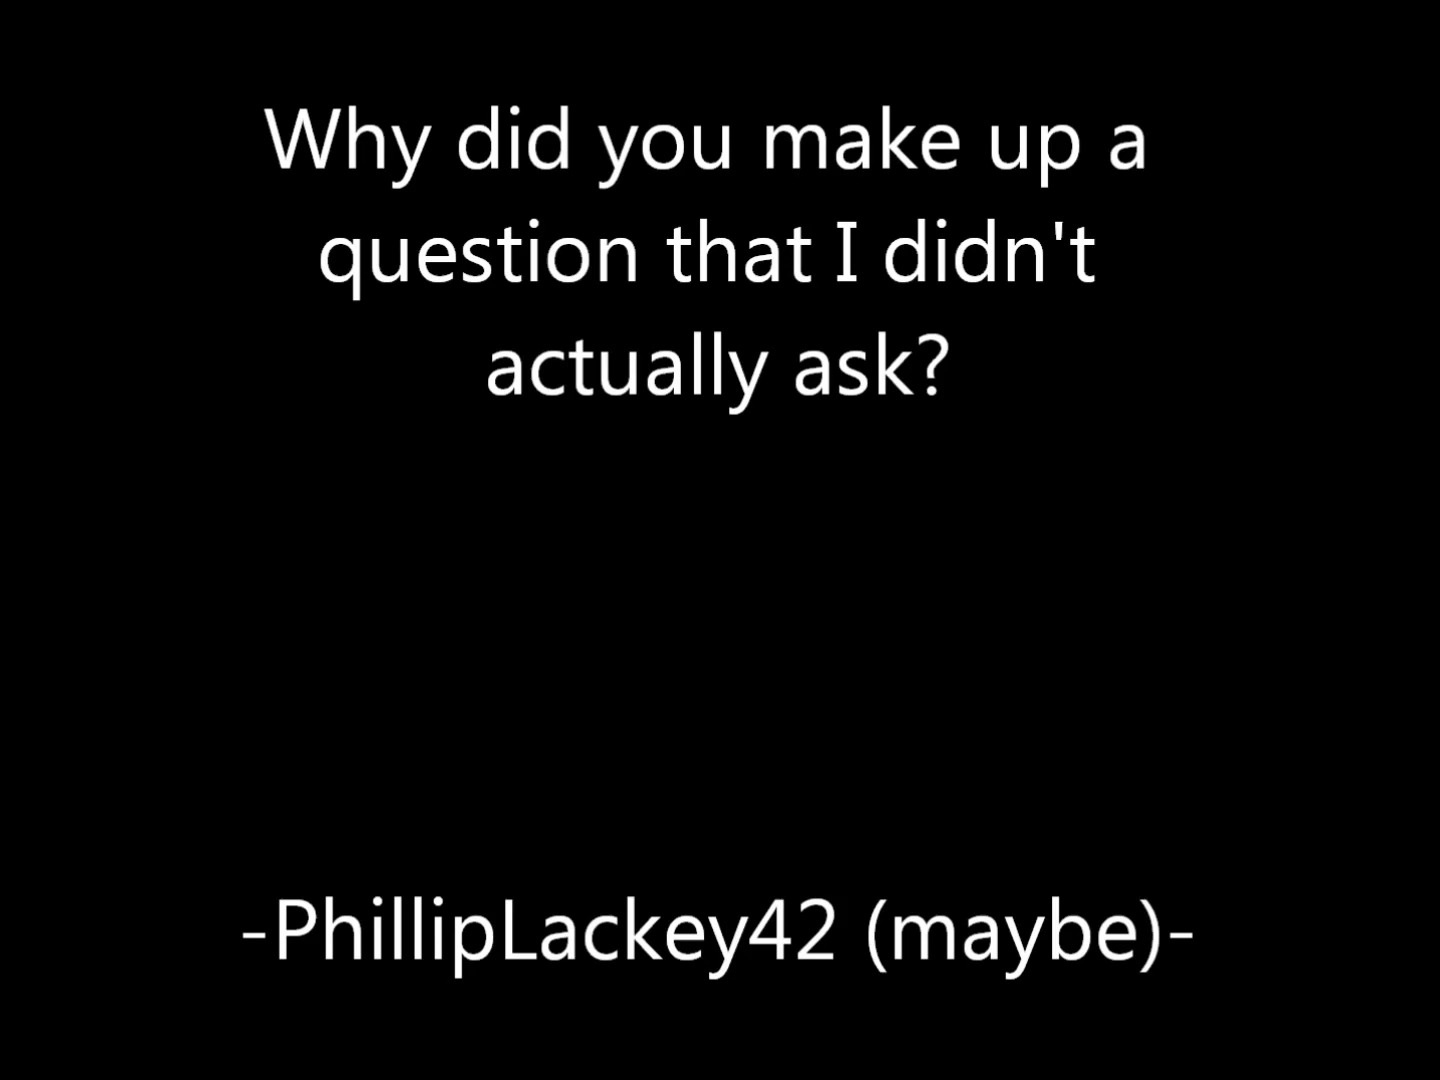 Why did you make up a
question that I didn't
actually ask?
-PhillipLackey42 (maybe)-